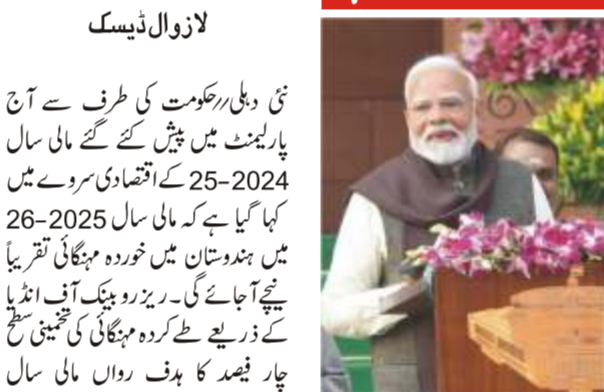 لازوال ڈیسک
نئی دہلی//حکومت کی طرف سے آج
پارلیمنٹ میں پیش کئے گئے مالی سال
2024-25 کے اقتصادی سروے میں
کہا گیا ہے کہ مالی سال 2025-26
میں ہندوستان میں خوردہ مہنگائی تقریباً
نیچے آ جائے گی۔ ریزرو بینک آف انڈیا
کے ذریعے طے کردہ مہنگائی کی تخمینی سطح
چار فیصد کا ہدف رواں مالی سال